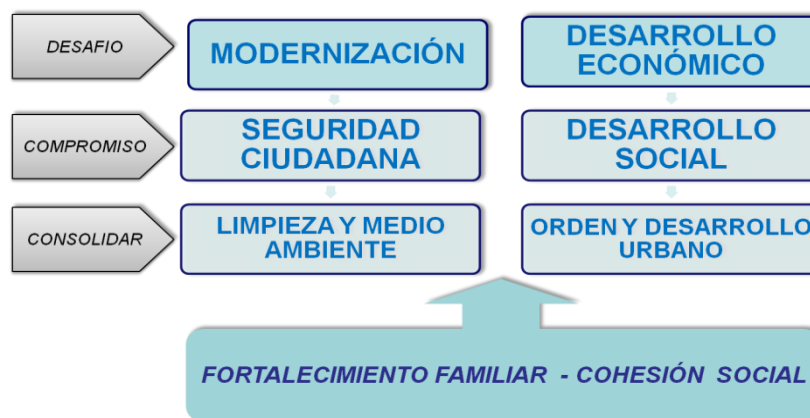 DESAFIO
MODERNIZACIÓN
DESARROLLO
ECONÓMICO
COMPROMISO
SEGURIDAD
CIUDADANA
DESARROLLO
SOCIAL
CONSOLIDAR
LIMPIEZA Y MEDIO
AMBIENTE
ORDEN Y DESARROLLO
URBANO
FORTALECIMIENTO FAMILIAR - COHESIÓN SOCIAL